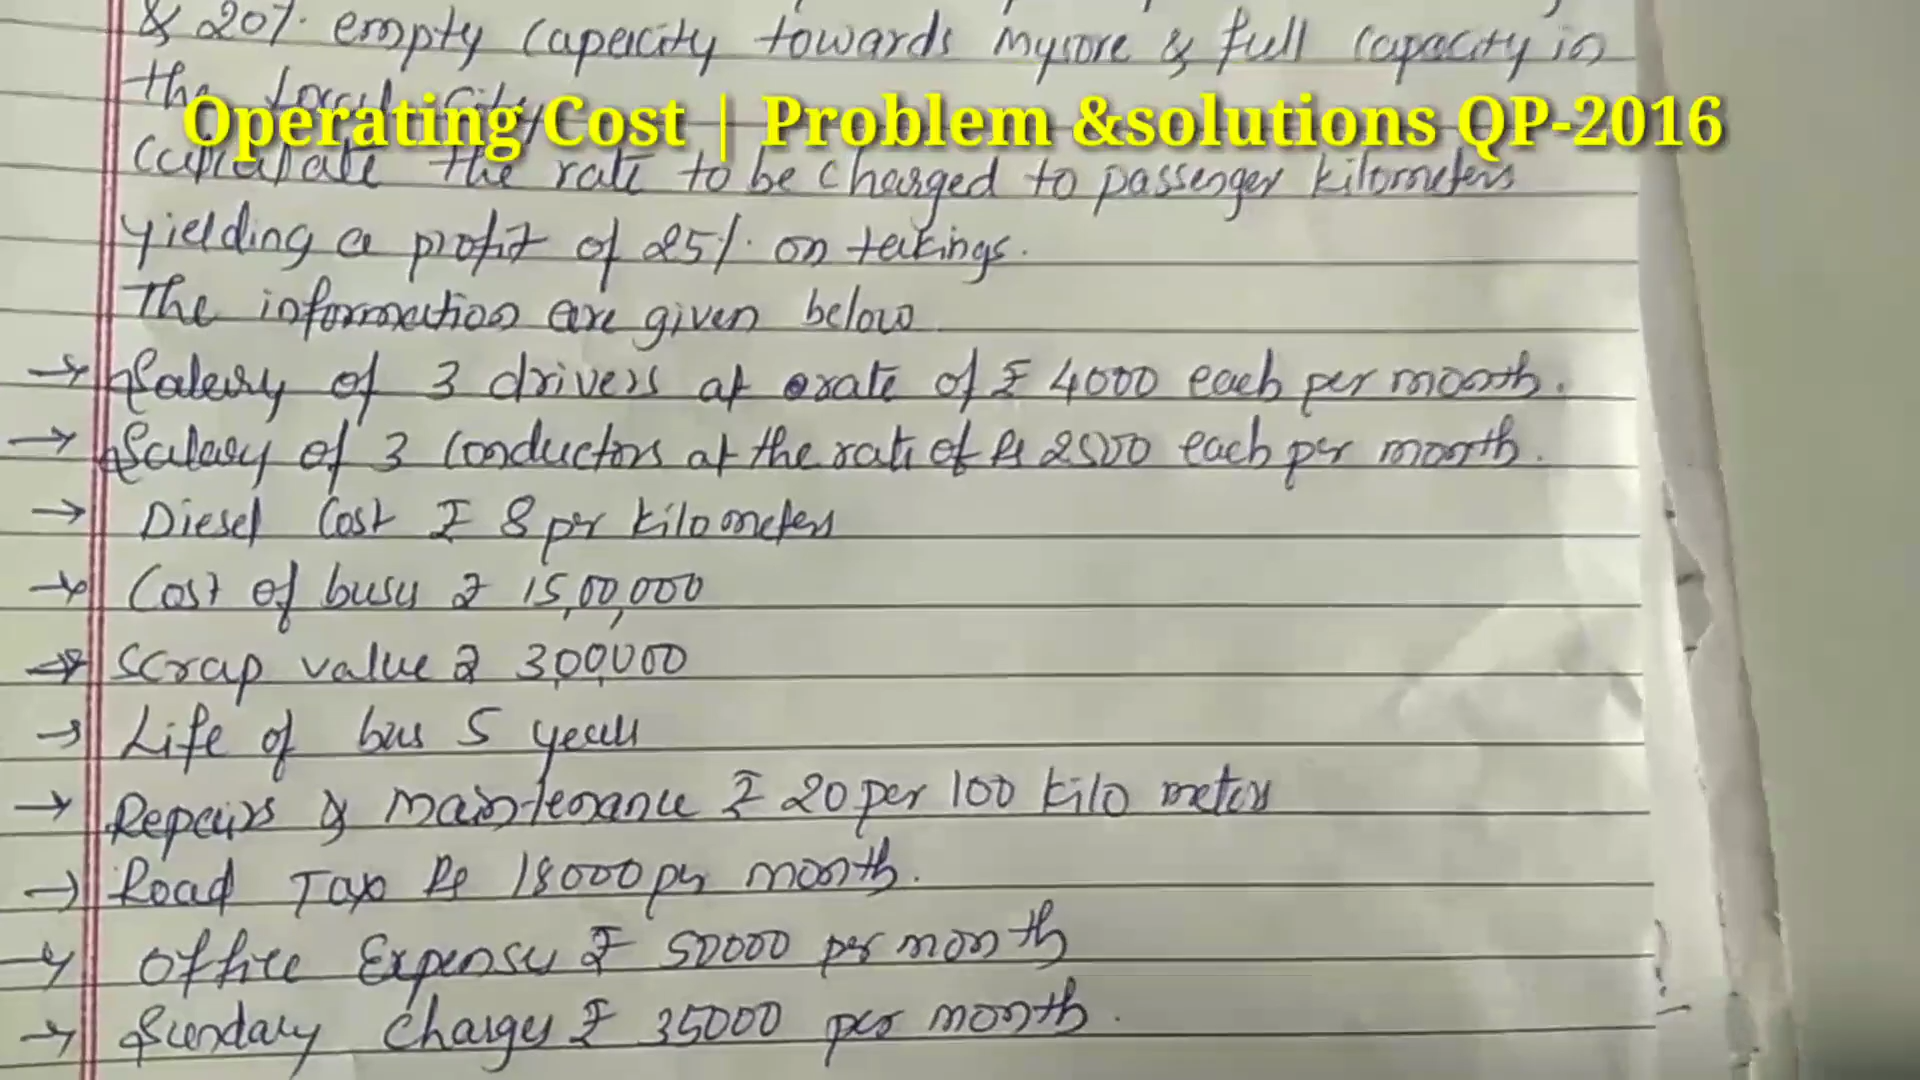 & 20% empty capacity towards mysore & full capacity in
the local city
Operating Cost | Problem &solutions QP-2016
Calculate the rate to be charged to passenger kilometers
yielding a profit of 25% on takings.
The information are given below
→ Salary of 3 drivers at rate of ₹ 4000 each per month.
→ Salary of 3 conductors at the rate of Rs 2500 each per month.
→ Diesel Cost ₹ 8 per kilometers
→ Cost of buses ₹ 15,00,000
→ Scrap value ₹ 3,00,000
→ Life of bus 5 years
→ Repairs & maintenance ₹ 20 per 100 kilo meters
→ Road Tax Rs 18000 per month.
→ Office Expenses ₹ 50000 per month
→ Sundary Charges ₹ 35000 per month.